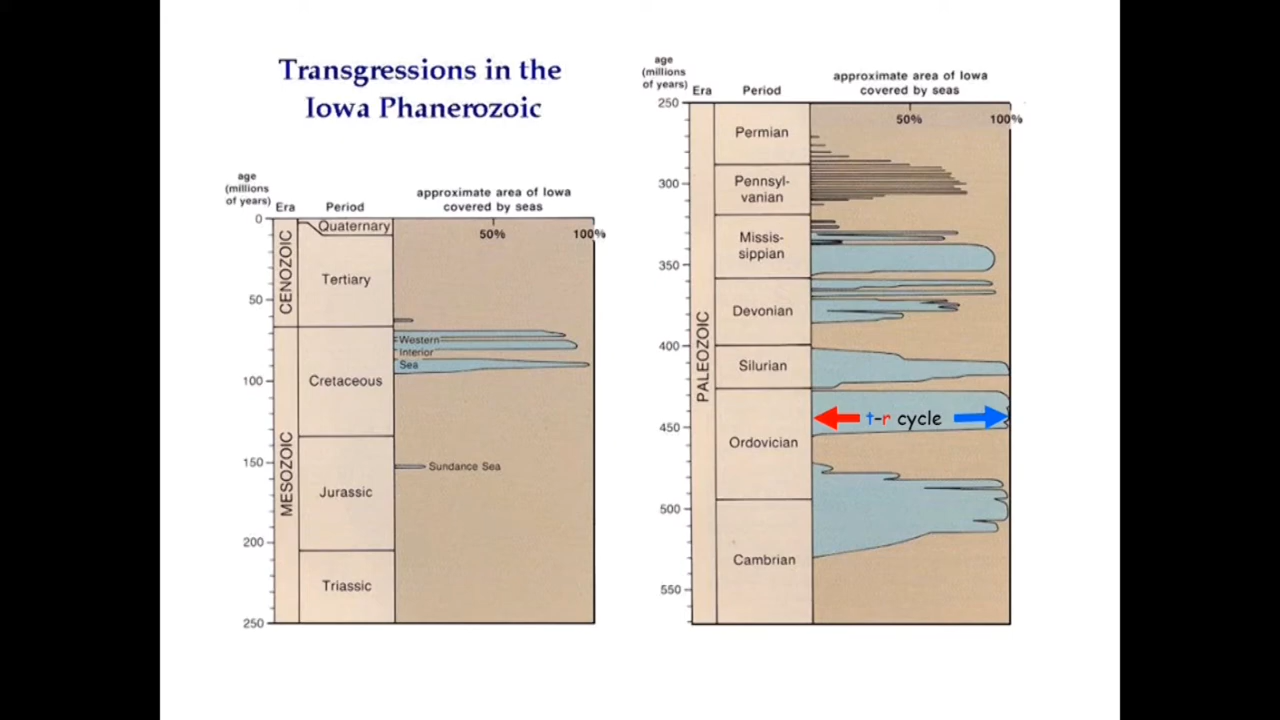 Transgressions in the
Iowa Phanerozoic
age
(millions
of years)
Era
Period
approximate area of Iowa
covered by seas
0
50
100
150
200
250
CENOZOIC
MESOZOIC
Quaternary
Tertiary
Cretaceous
Jurassic
Triassic
50%
100%
Western
Interior
Sea
Sundance Sea
age
(millions
of years)
Era
Period
approximate area of Iowa
covered by seas
250
300
350
400
450
500
550
PALEOZOIC
Permian
Pennsyl-
vanian
Missis-
sippian
Devonian
Silurian
Ordovician
Cambrian
50%
100%
t-r cycle